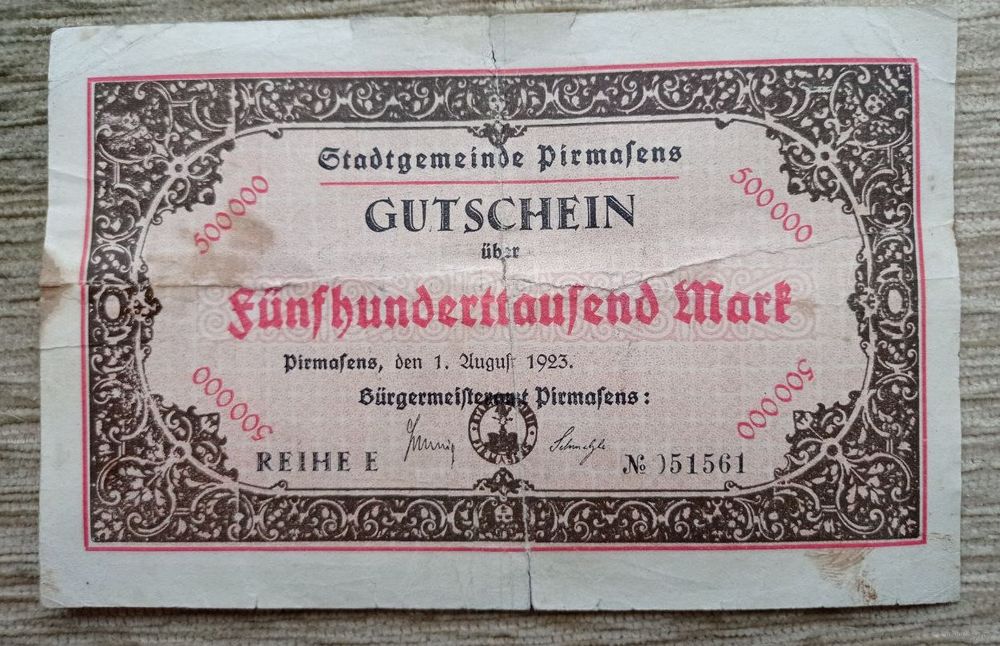 Stadtgemeinde Pirmasens
GUTSCHEIN
über
500000
500000
Fünfhunderttausend Mark
Pirmasens, den 1. August 1923.
Bürgermeisteramt Pirmasens:
500000
500000
REIHE E
№ 051561